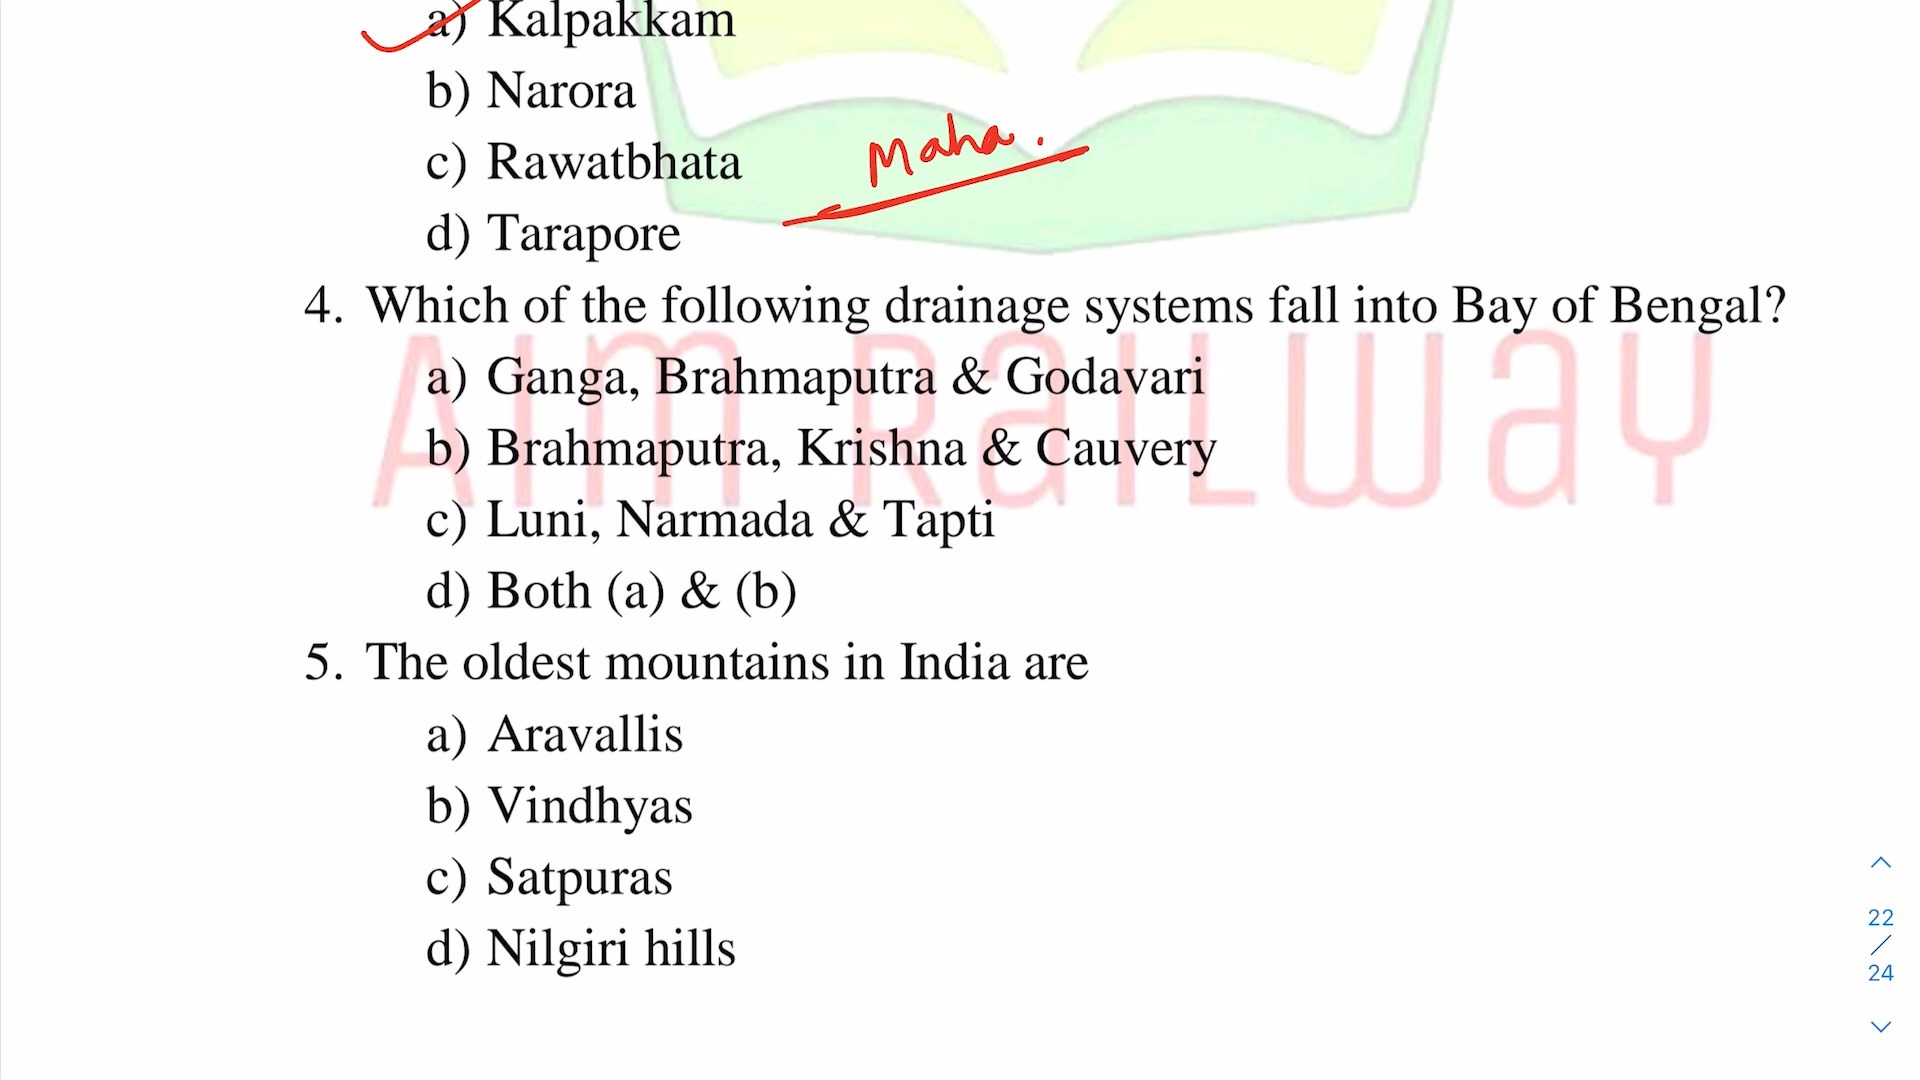 a) Kalpakkam
b) Narora
Maha.
c) Rawatbhata
d) Tarapore
4. Which of the following drainage systems fall into Bay of Bengal?
AIM RAILWAY
a) Ganga, Brahmaputra & Godavari
b) Brahmaputra, Krishna & Cauvery
c) Luni, Narmada & Tapti
d) Both (a) & (b)
5. The oldest mountains in India are
a) Aravallis
b) Vindhyas
c) Satpuras
d) Nilgiri hills
22
/
24